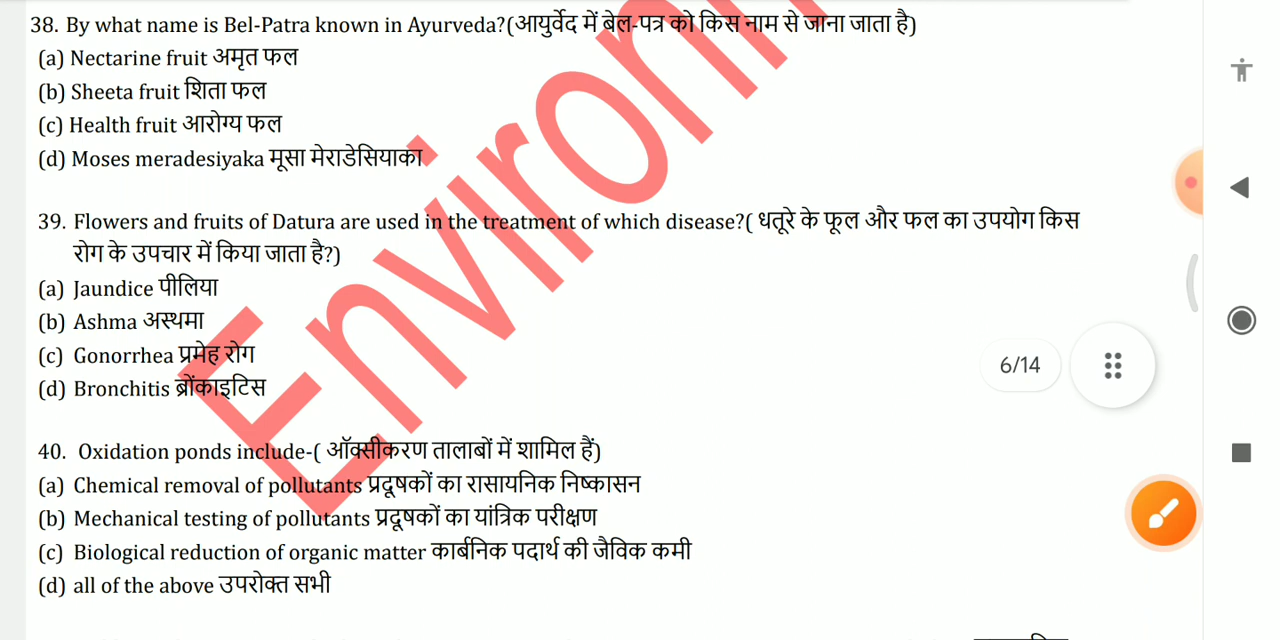 38. By what name is Bel-Patra known in Ayurveda?(आयुर्वेद में बेल-पत्र को किस नाम से जाना जाता है)
(a) Nectarine fruit अमृत फल
(b) Sheeta fruit शिता फल
(c) Health fruit आरोग्य फल
(d) Moses meradesiyaka मूसा मेराडेसियाका
39. Flowers and fruits of Datura are used in the treatment of which disease?( धतूरे के फूल और फल का उपयोग किस
रोग के उपचार में किया जाता है?)
(a) Jaundice पीलिया
(b) Ashma अस्थमा
(c) Gonorrhea प्रमेह रोग
(d) Bronchitis ब्रोंकाइटिस
6/14
40. Oxidation ponds include-( ऑक्सीकरण तालाबों में शामिल हैं)
(a) Chemical removal of pollutants प्रदूषकों का रासायनिक निष्कासन
(b) Mechanical testing of pollutants प्रदूषकों का यांत्रिक परीक्षण
(c) Biological reduction of organic matter कार्बनिक पदार्थ की जैविक कमी
(d) all of the above उपरोक्त सभी